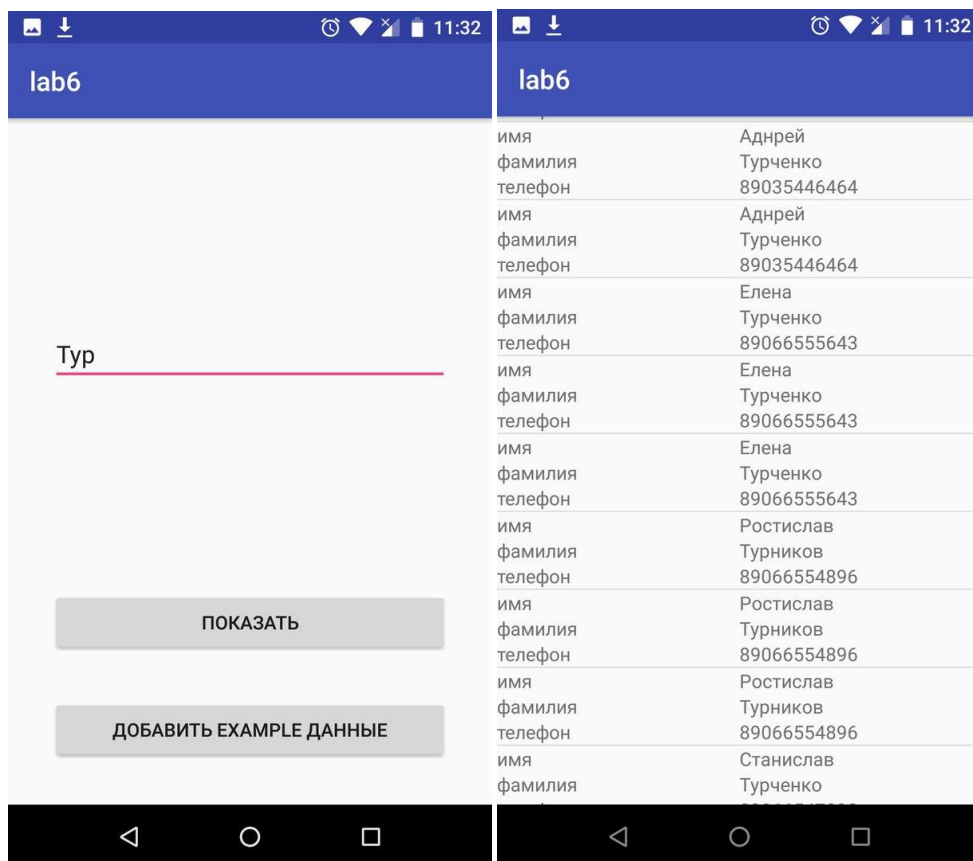 11:32
lab6
Тур
ПОКАЗАТЬ
ДОБАВИТЬ EXAMPLE ДАННЫЕ
11:32
lab6
имя Аднрей
фамилия Турченко
телефон 89035446464
имя Аднрей
фамилия Турченко
телефон 89035446464
имя Елена
фамилия Турченко
телефон 89066555643
имя Елена
фамилия Турченко
телефон 89066555643
имя Елена
фамилия Турченко
телефон 89066555643
имя Ростислав
фамилия Турников
телефон 89066554896
имя Ростислав
фамилия Турников
телефон 89066554896
имя Ростислав
фамилия Турников
телефон 89066554896
имя Станислав
фамилия Турченко